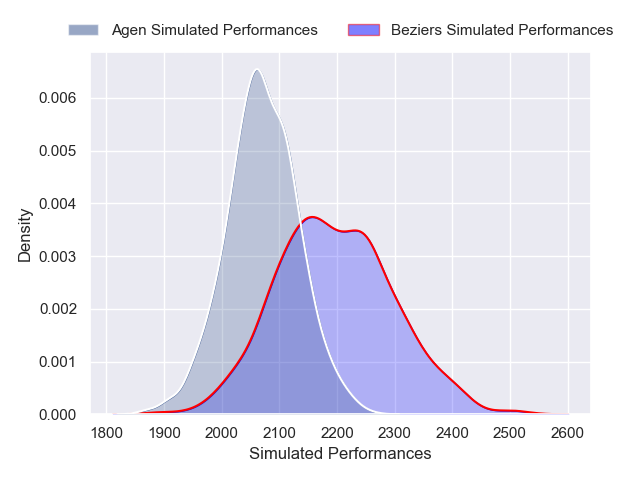 Agen Simulated Performances
Beziers Simulated Performances
Density
0.006
0.005
0.004
0.003
0.002
0.001
0.000
1800 1900 2000 2100 2200 2300 2400 2500 2600
Simulated Performances